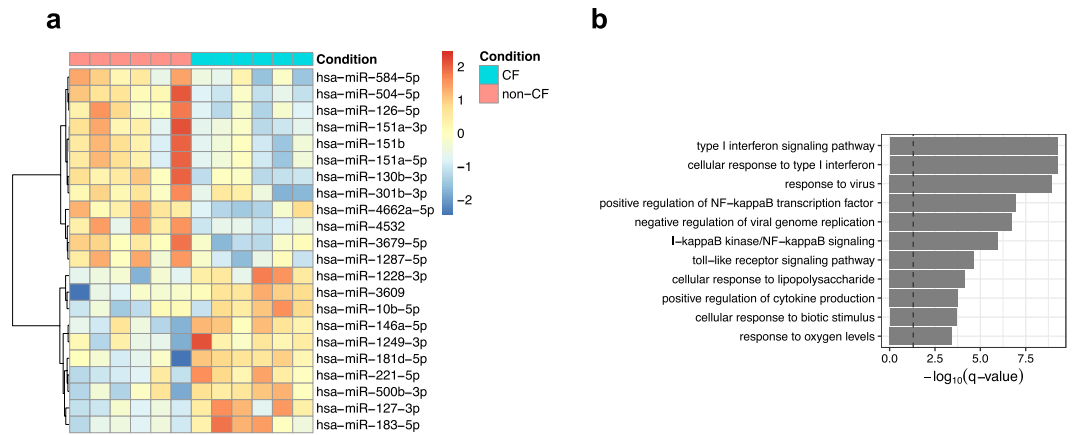 a
Condition
hsa−miR−584−5p
hsa−miR−504−5p
hsa−miR−126−5p
hsa−miR−151a−3p
hsa−miR−151b
hsa−miR−151a−5p
hsa−miR−130b−3p
hsa−miR−301b−3p
hsa−miR−4662a−5p
hsa−miR−4532
hsa−miR−3679−5p
hsa−miR−1287−5p
hsa−miR−1228−3p
hsa−miR−3609
hsa−miR−10b−5p
hsa−miR−146a−5p
hsa−miR−1249−3p
hsa−miR−181d−5p
hsa−miR−221−5p
hsa−miR−500b−3p
hsa−miR−127−3p
hsa−miR−183−5p
2
1
0
−1
−2
Condition
CF
non−CF
b
type I interferon signaling pathway
cellular response to type I interferon
response to virus
positive regulation of NF−kappaB transcription factor
negative regulation of viral genome replication
I−kappaB kinase/NF−kappaB signaling
toll−like receptor signaling pathway
cellular response to lipopolysaccharide
positive regulation of cytokine production
cellular response to biotic stimulus
response to oxygen levels
0.0 2.5 5.0 7.5
−log₁₀(q−value)